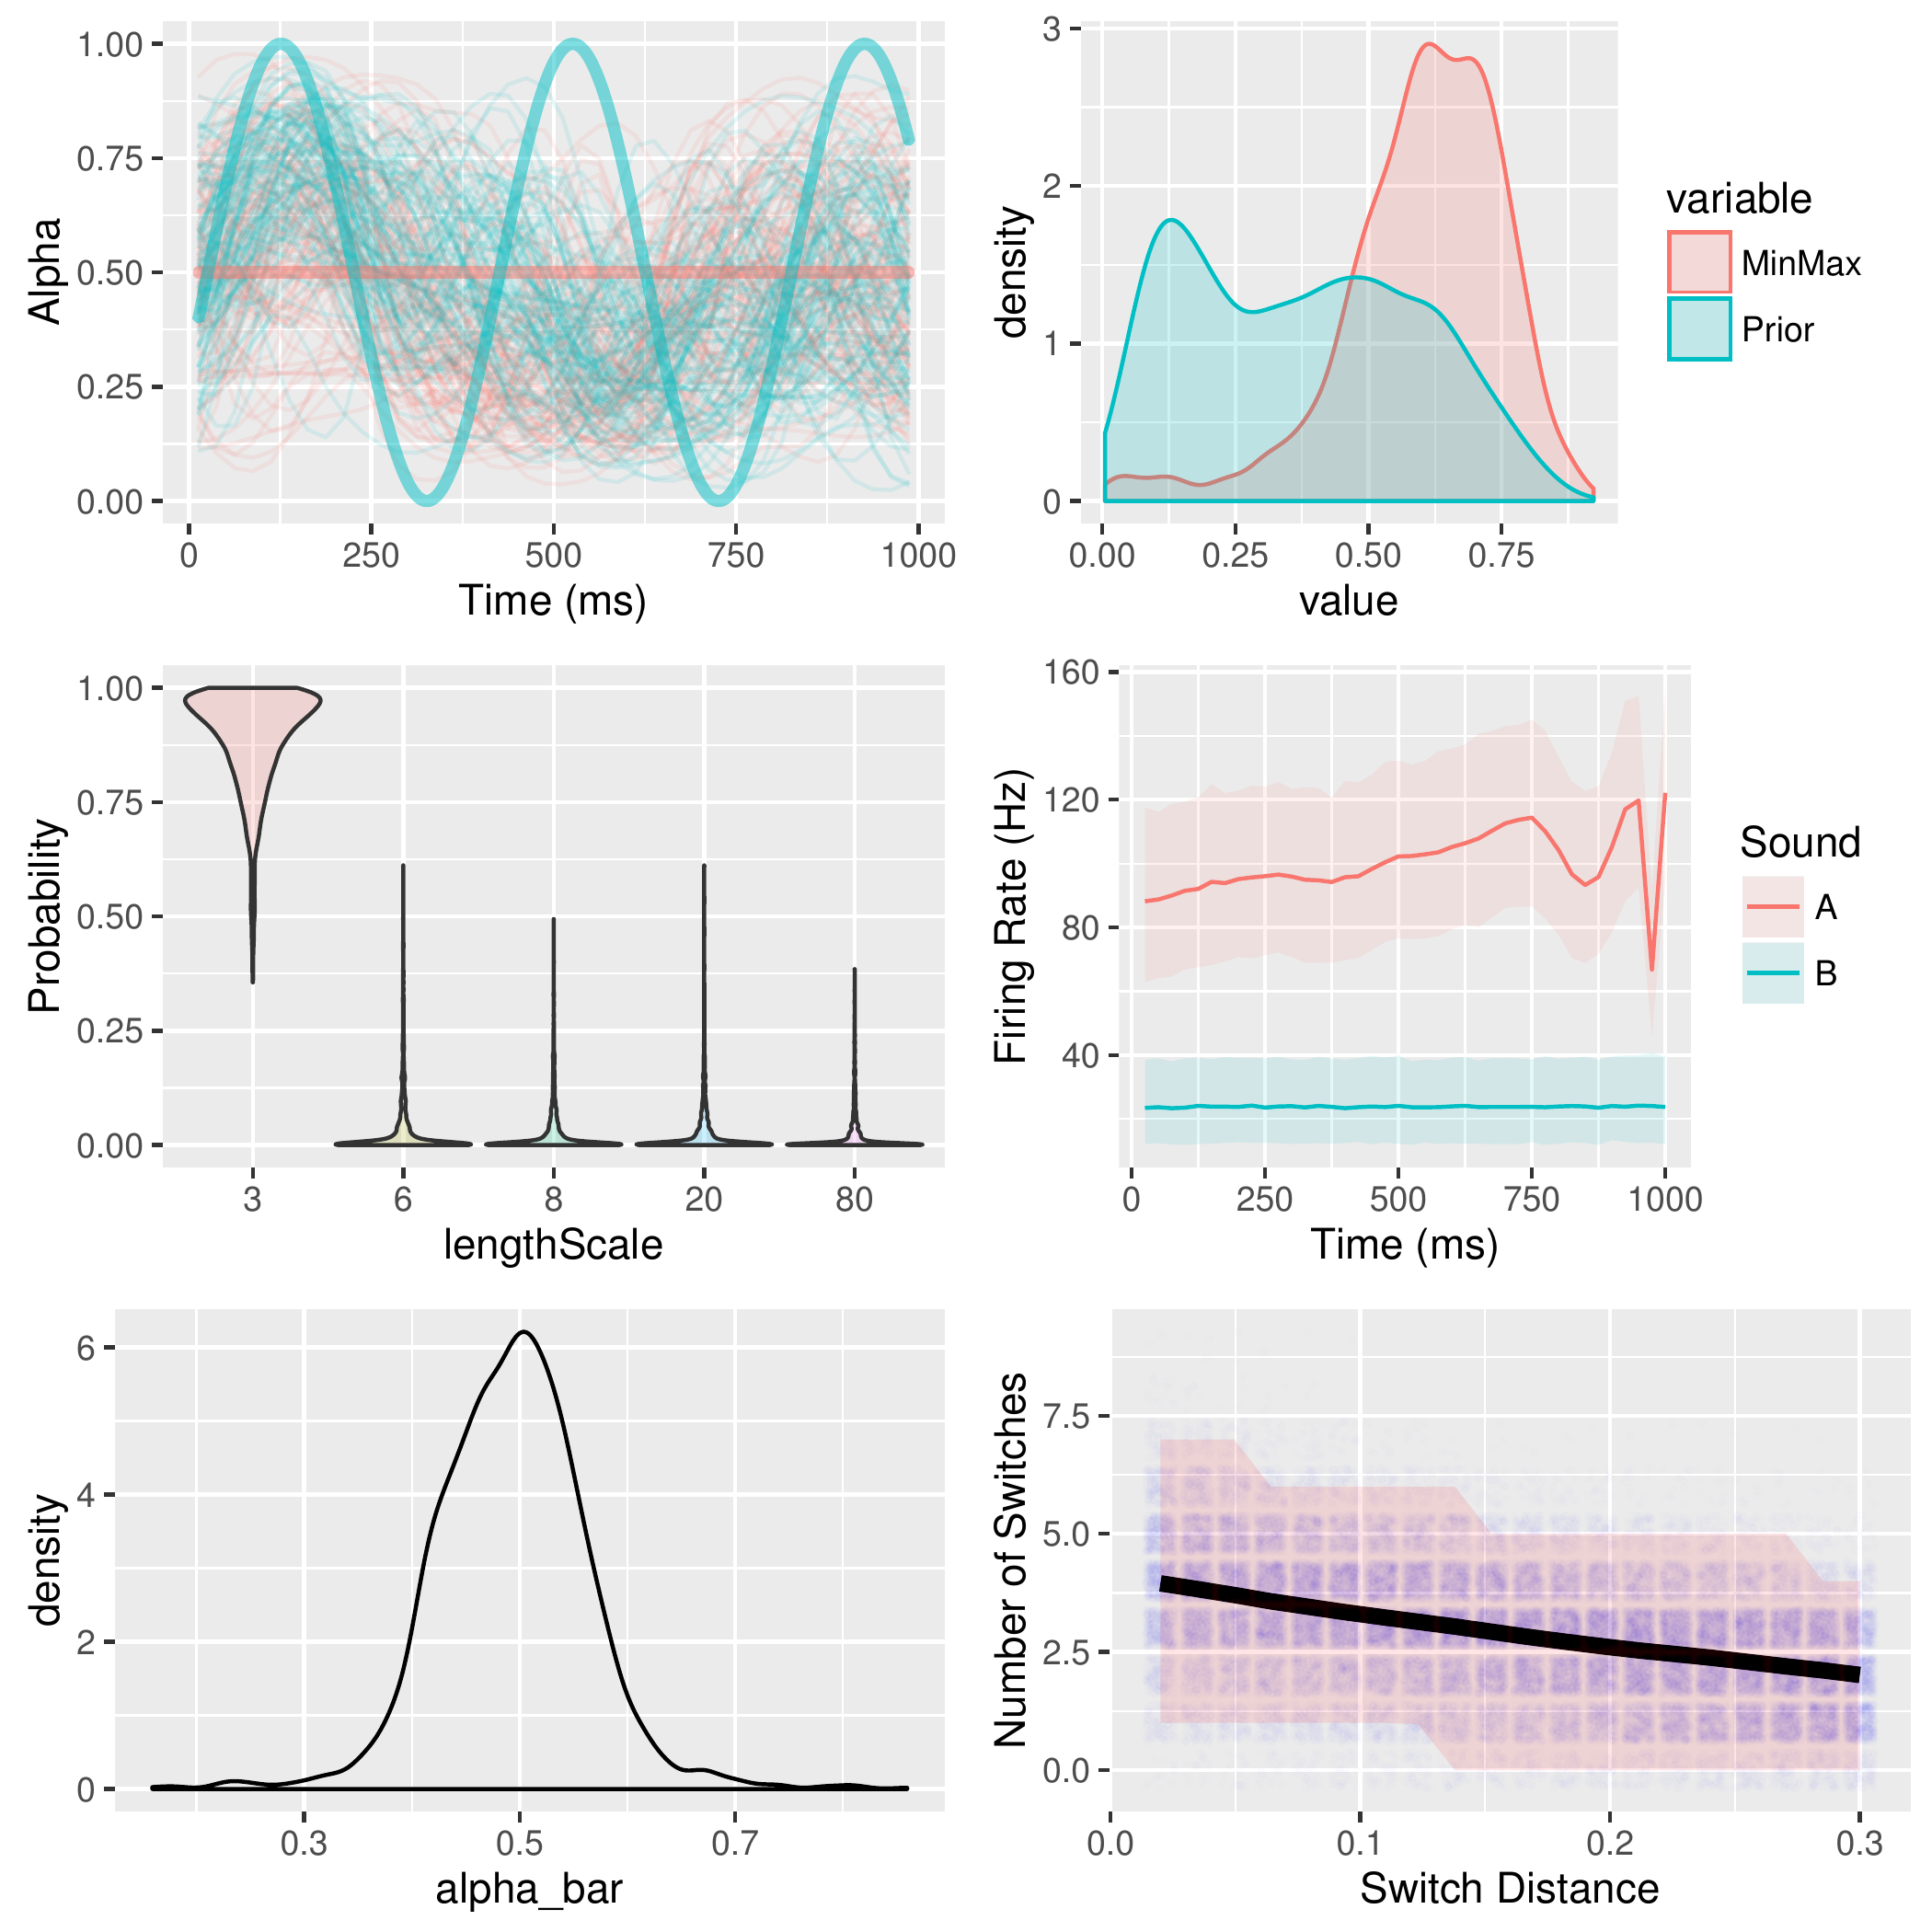 1.00
0.75
0.50
0.25
0.00
Alpha
0 250 500 750 1000
Time (ms)
3
2
1
0
density
0.00 0.25 0.50 0.75
value
variable
MinMax
Prior
1.00
0.75
0.50
0.25
0.00
Probability
3 6 8 20 80
lengthScale
160
120
80
40
Firing Rate (Hz)
0 250 500 750 1000
Time (ms)
Sound
A
B
6
4
2
0
density
0.3 0.5 0.7
alpha_bar
7.5
5.0
2.5
0.0
Number of Switches
0.0 0.1 0.2 0.3
Switch Distance